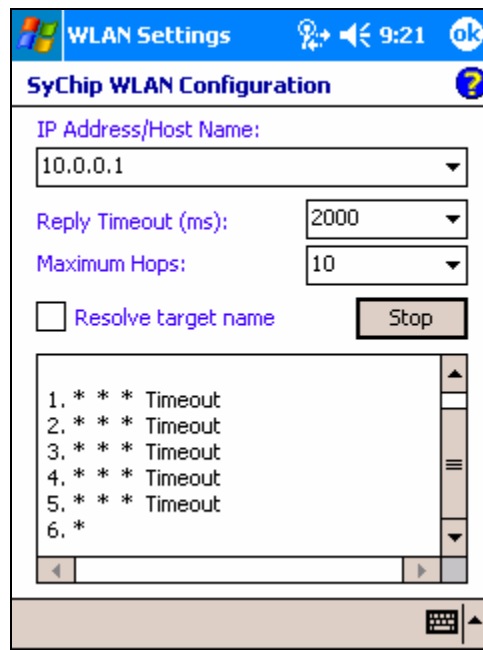 WLAN Settings 9:21 ok
SyChip WLAN Configuration ?
IP Address/Host Name:
10.0.0.1
Reply Timeout (ms): 2000
Maximum Hops: 10
Resolve target name Stop
1. * * * Timeout
2. * * * Timeout
3. * * * Timeout
4. * * * Timeout
5. * * * Timeout
6. *